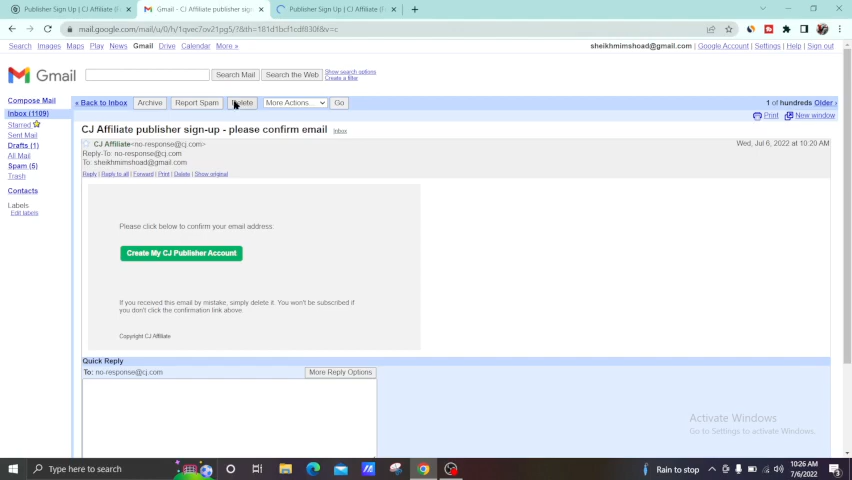 Publisher Sign Up | CJ Affiliate (
Gmail - CJ Affiliate publisher sign-
Publisher Sign Up | CJ Affiliate (
mail.google.com/mail/u/0/h/1qvec7ov21pg5/?&th=181d1bcf1cdf830f&v=c
Search Images Maps Play News Gmail Drive Calendar More »
sheikhmimshoad@gmail.com | Google Account | Settings | Help | Sign out
Gmail
Search Mail
Search the Web
Show search options
Create a filter
Compose Mail
Inbox (1109)
Starred
Sent Mail
Drafts (1)
All Mail
Spam (5)
Trash
Contacts
Labels
Edit labels
« Back to Inbox
Archive
Report Spam
Delete
More Actions...
Go
1 of hundreds Older ›
Print
New window
CJ Affiliate publisher sign-up - please confirm email Inbox
CJ Affiliate<no-response@cj.com>
Wed, Jul 6, 2022 at 10:20 AM
Reply-To: no-response@cj.com
To: sheikhmimshoad@gmail.com
Reply | Reply to all | Forward | Print | Delete | Show original
Please click below to confirm your email address:
Create My CJ Publisher Account
If you received this email by mistake, simply delete it. You won't be subscribed if
you don't click the confirmation link above.
Copyright CJ Affiliate
Quick Reply
To: no-response@cj.com
More Reply Options
Activate Windows
Go to Settings to activate Windows.
Type here to search
Rain to stop
10:26 AM
7/6/2022
3